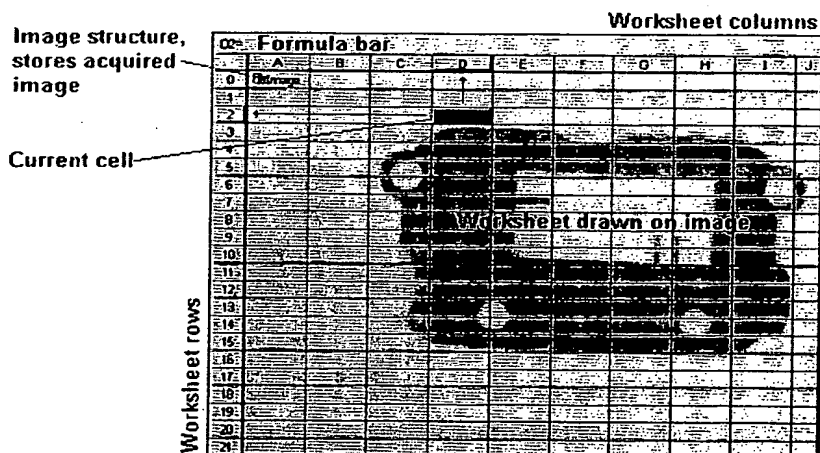 Worksheet columns
Image structure,
stores acquired
image
D2 Formula bar
A B C D E F G H I J
0
1
2
3
4
Current cell
5
6
7
Worksheet drawn on image
8
9
10
11
12
13
14
15
16
17
18
19
20
21
Worksheet rows